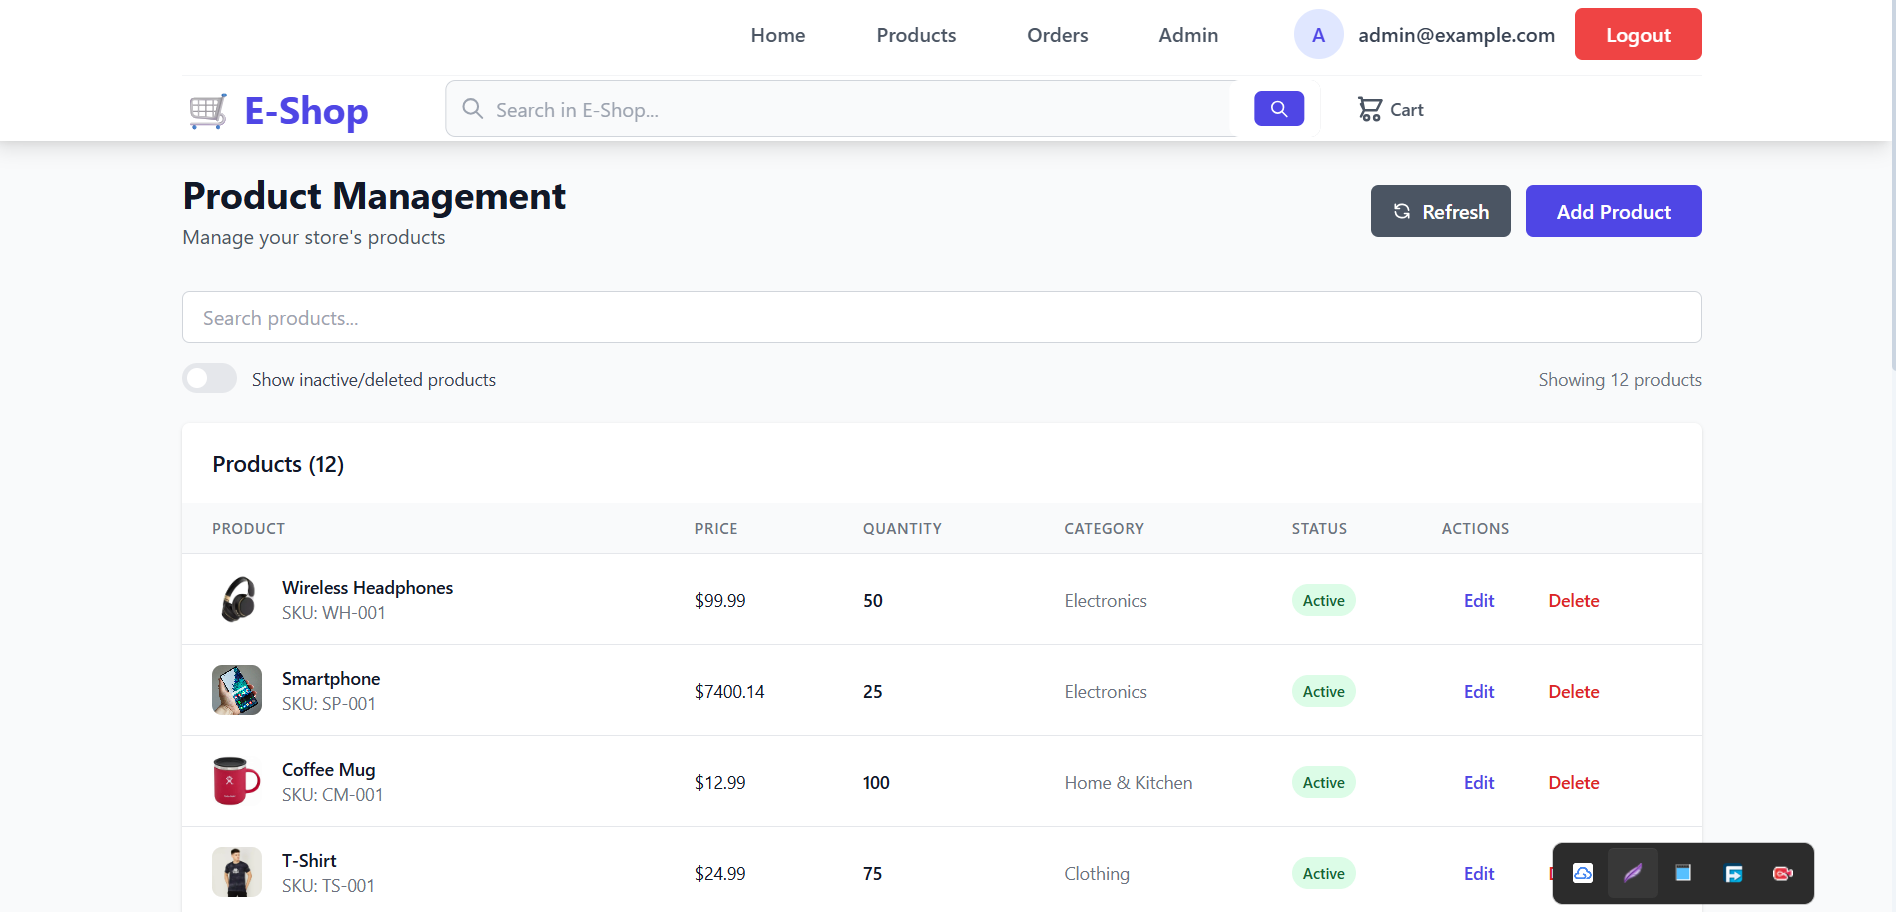 Home Products Orders Admin A admin@example.com Logout
E-Shop Search in E-Shop... Cart
Product Management
Manage your store's products
Refresh Add Product
Search products...
Show inactive/deleted products Showing 12 products
Products (12)
PRODUCT PRICE QUANTITY CATEGORY STATUS ACTIONS
Wireless Headphones
SKU: WH-001
$99.99 50 Electronics Active Edit Delete
Smartphone
SKU: SP-001
$7400.14 25 Electronics Active Edit Delete
Coffee Mug
SKU: CM-001
$12.99 100 Home & Kitchen Active Edit Delete
T-Shirt
SKU: TS-001
$24.99 75 Clothing Active Edit